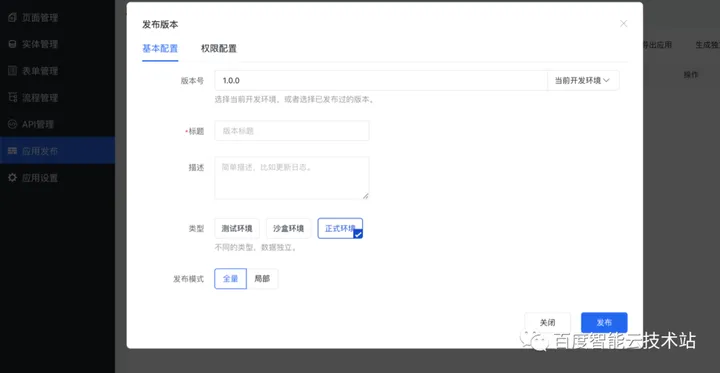 页面管理
实体管理
表单管理
流程管理
API管理
应用发布
应用设置
发布版本
基本配置 权限配置
版本号 1.0.0 当前开发环境
选择当前开发环境、或者选择已发布过的版本。
*标题 版本标题
描述 简单描述，比如更新日志。
类型 测试环境 沙盒环境 正式环境
不同的类型，数据独立。
发布模式 全量 局部
关闭 发布
导出应用 生成独
操作
百度智能云技术站